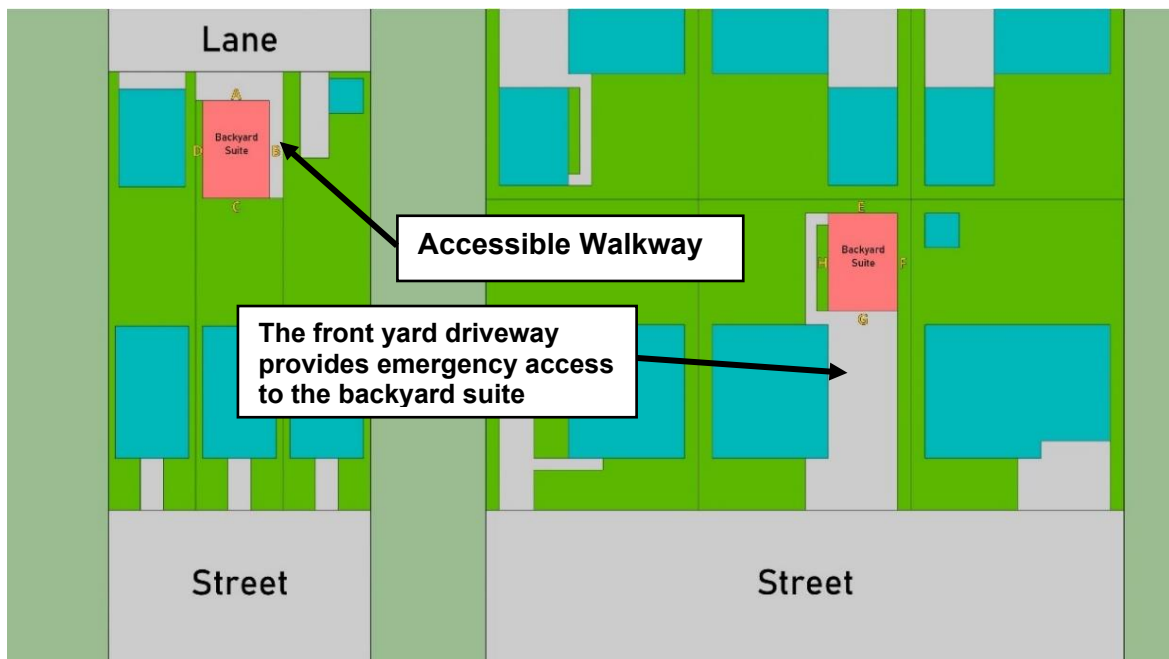 Lane
A
Backyard
Suite
D
B
C
Accessible Walkway
E
Backyard
Suite
H
F
G
The front yard driveway
provides emergency access
to the backyard suite
Street
Street